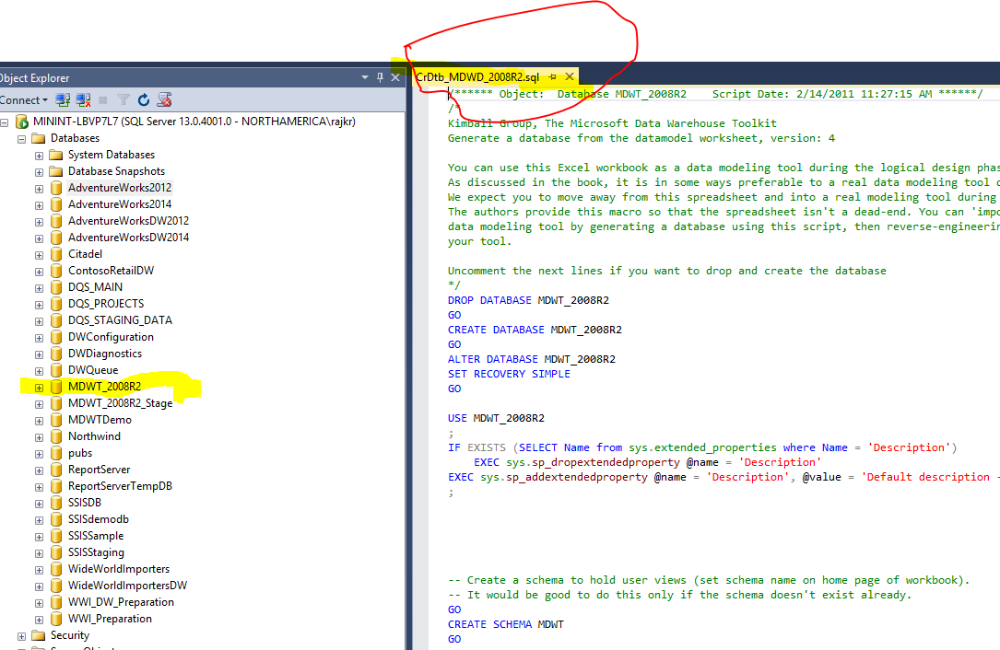 Object Explorer
Connect
MININT-LBVP7L7 (SQL Server 13.0.4001.0 - NORTHAMERICA\rajkr)
Databases
System Databases
Database Snapshots
AdventureWorks2012
AdventureWorks2014
AdventureWorksDW2012
AdventureWorksDW2014
Citadel
ContosoRetailDW
DQS_MAIN
DQS_PROJECTS
DQS_STAGING_DATA
DWConfiguration
DWDiagnostics
DWQueue
MDWT_2008R2
MDWT_2008R2_Stage
MDWTDemo
Northwind
pubs
ReportServer
ReportServerTempDB
SSISDB
SSISdemodb
SSISSample
SSISStaging
WideWorldImporters
WideWorldImportersDW
WWI_DW_Preparation
WWI_Preparation
Security
CrDtb_MDWD_2008R2.sql
/****** Object:  Database MDWT_2008R2    Script Date: 2/14/2011 11:27:15 AM ******/
/*
Kimball Group, The Microsoft Data Warehouse Toolkit
Generate a database from the datamodel worksheet, version: 4
You can use this Excel workbook as a data modeling tool during the logical design phas
As discussed in the book, it is in some ways preferable to a real data modeling tool
We expect you to move away from this spreadsheet and into a real modeling tool during
The authors provide this macro so that the spreadsheet isn't a dead-end. You can 'impo
data modeling tool by generating a database using this script, then reverse-engineerin
your tool.
Uncomment the next lines if you want to drop and create the database
*/
DROP DATABASE MDWT_2008R2
GO
CREATE DATABASE MDWT_2008R2
GO
ALTER DATABASE MDWT_2008R2
SET RECOVERY SIMPLE
GO
USE MDWT_2008R2
;
IF EXISTS (SELECT Name from sys.extended_properties where Name = 'Description')
EXEC sys.sp_dropextendedproperty @name = 'Description'
EXEC sys.sp_addextendedproperty @name = 'Description', @value = 'Default description -
;
-- Create a schema to hold user views (set schema name on home page of workbook).
-- It would be good to do this only if the schema doesn't exist already.
GO
CREATE SCHEMA MDWT
GO